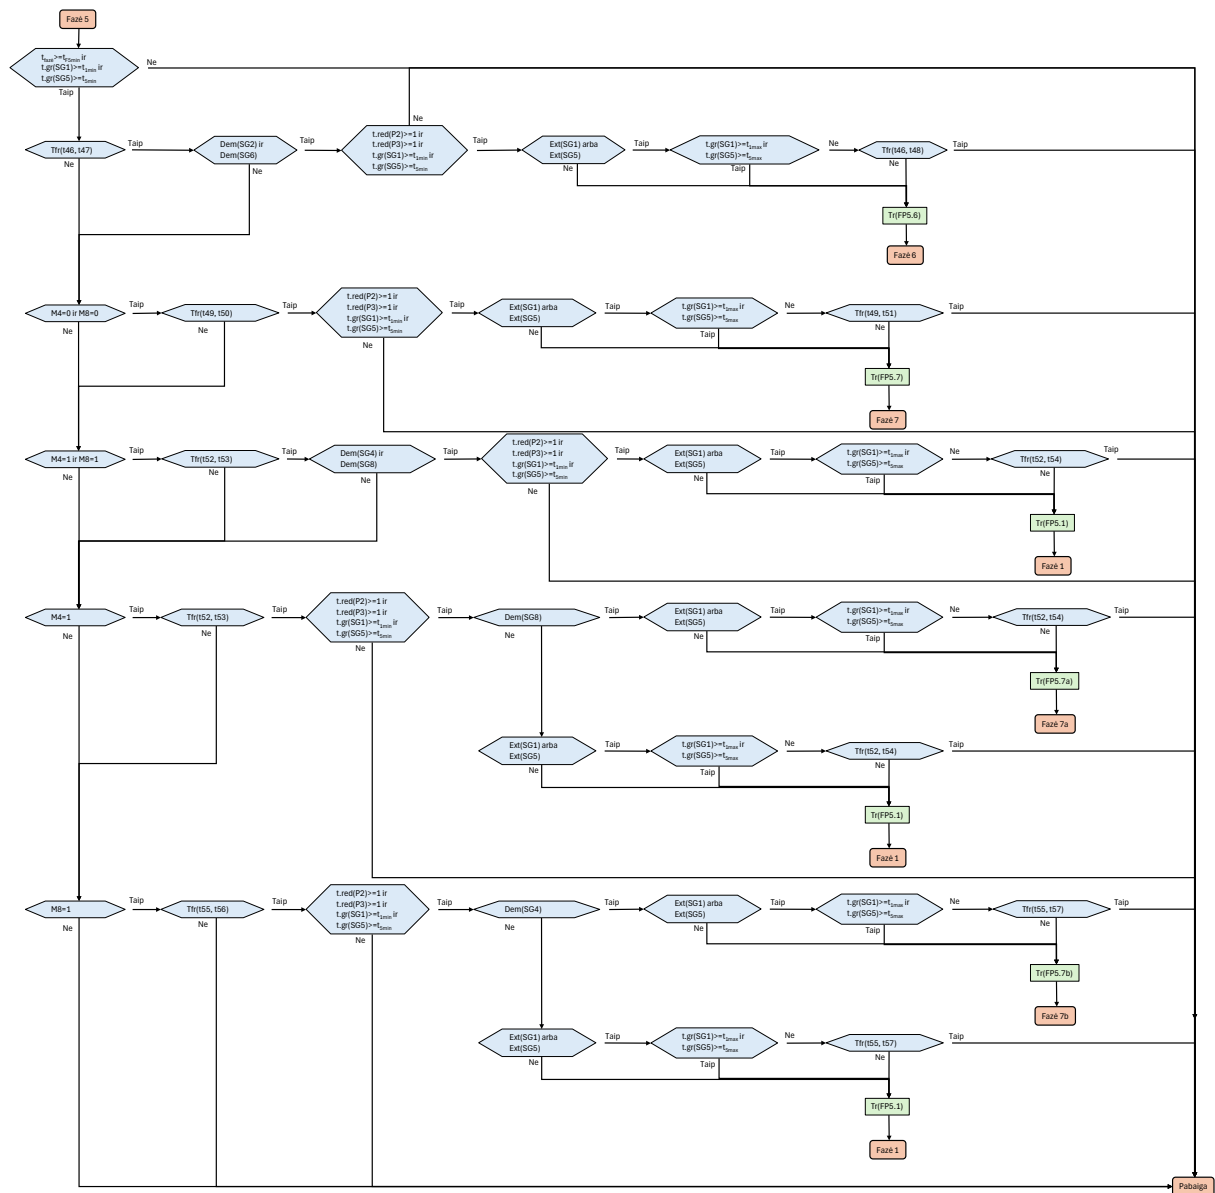 Fazė 5
t_fazė>=t_F5min ir
t.gr(SG1)>=t_1min ir
t.gr(SG5)>=t_5min
Ne
Taip
Tfr(t46, t47)
Taip
Ne
Dem(SG2) ir
Dem(SG6)
Taip
Ne
t.red(P2)>=1 ir
t.red(P3)>=1 ir
t.gr(SG1)>=t_1min ir
t.gr(SG5)>=t_5min
Ne
Taip
Ext(SG1) arba
Ext(SG5)
Taip
Ne
t.gr(SG1)>=t_1max ir
t.gr(SG5)>=t_5max
Ne
Taip
Tfr(t46, t48)
Taip
Ne
Tr(FP5.6)
Fazė 6
M4=0 ir M8=0
Taip
Ne
Tfr(t49, t50)
Taip
Ne
t.red(P2)>=1 ir
t.red(P3)>=1 ir
t.gr(SG1)>=t_1min ir
t.gr(SG5)>=t_5min
Taip
Ne
Ext(SG1) arba
Ext(SG5)
Taip
Ne
t.gr(SG1)>=t_1max ir
t.gr(SG5)>=t_5max
Ne
Taip
Tfr(t49, t51)
Taip
Ne
Tr(FP5.7)
Fazė 7
M4=1 ir M8=1
Taip
Ne
Tfr(t52, t53)
Taip
Ne
Dem(SG4) ir
Dem(SG8)
Taip
Ne
t.red(P2)>=1 ir
t.red(P3)>=1 ir
t.gr(SG1)>=t_1min ir
t.gr(SG5)>=t_5min
Taip
Ne
Ext(SG1) arba
Ext(SG5)
Taip
Ne
t.gr(SG1)>=t_1max ir
t.gr(SG5)>=t_5max
Ne
Taip
Tfr(t52, t54)
Taip
Ne
Tr(FP5.1)
Fazė 1
M4=1
Taip
Ne
Tfr(t52, t53)
Taip
Ne
t.red(P2)>=1 ir
t.red(P3)>=1 ir
t.gr(SG1)>=t_1min ir
t.gr(SG5)>=t_5min
Taip
Ne
Dem(SG8)
Taip
Ne
Ext(SG1) arba
Ext(SG5)
Taip
Ne
t.gr(SG1)>=t_1max ir
t.gr(SG5)>=t_5max
Ne
Taip
Tfr(t52, t54)
Taip
Ne
Tr(FP5.7a)
Fazė 7a
Ext(SG1) arba
Ext(SG5)
Taip
Ne
t.gr(SG1)>=t_1max ir
t.gr(SG5)>=t_5max
Ne
Taip
Tfr(t52, t54)
Taip
Ne
Tr(FP5.1)
Fazė 1
M8=1
Taip
Ne
Tfr(t55, t56)
Taip
Ne
t.red(P2)>=1 ir
t.red(P3)>=1 ir
t.gr(SG1)>=t_1min ir
t.gr(SG5)>=t_5min
Taip
Ne
Dem(SG4)
Taip
Ne
Ext(SG1) arba
Ext(SG5)
Taip
Ne
t.gr(SG1)>=t_1max ir
t.gr(SG5)>=t_5max
Ne
Taip
Tfr(t55, t57)
Taip
Ne
Tr(FP5.7b)
Fazė 7b
Ext(SG1) arba
Ext(SG5)
Taip
Ne
t.gr(SG1)>=t_1max ir
t.gr(SG5)>=t_5max
Ne
Taip
Tfr(t55, t57)
Taip
Ne
Tr(FP5.1)
Fazė 1
Pabaiga